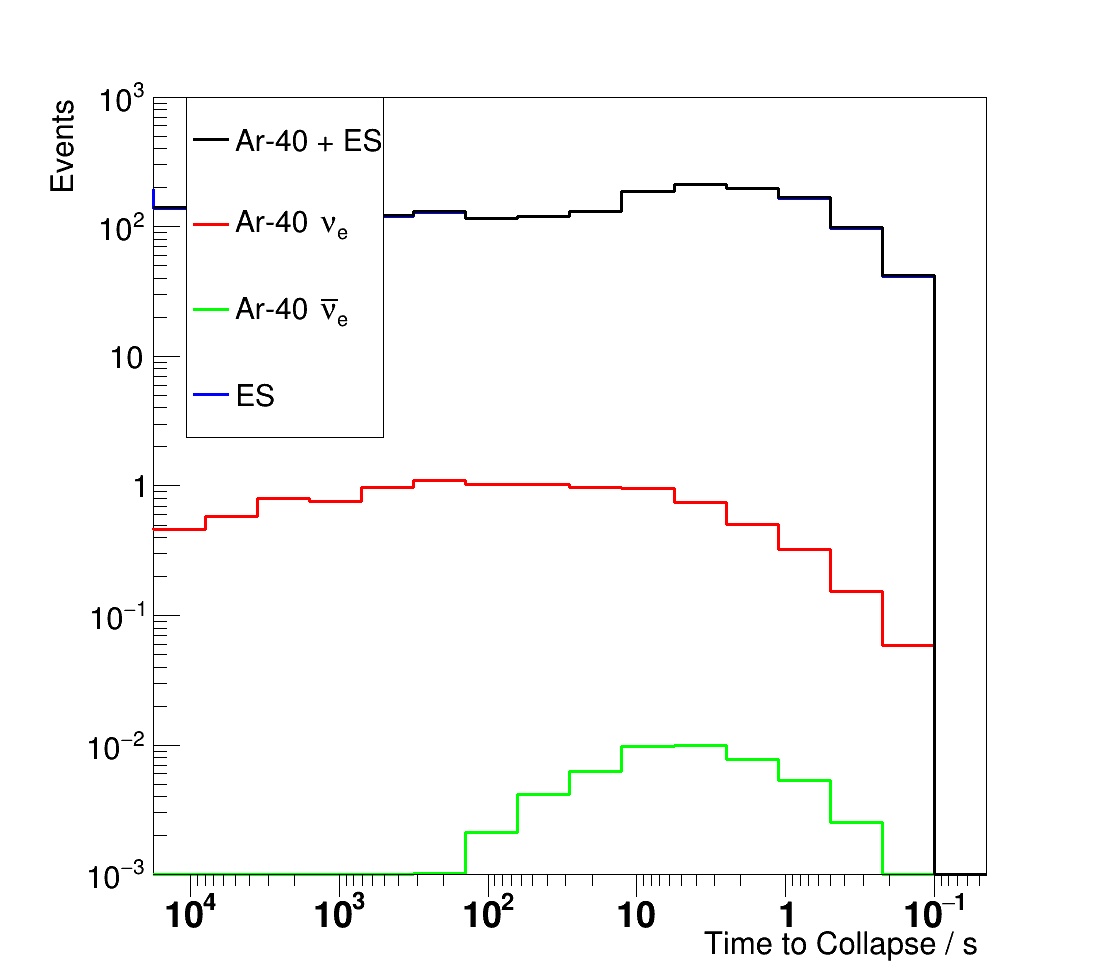 Events
10³
10²
10
1
10⁻¹
10⁻²
10⁻³
Ar-40 + ES
Ar-40 νₑ
Ar-40 ν̅ₑ
ES
10⁴ 10³ 10² 10 1 10⁻¹
Time to Collapse / s